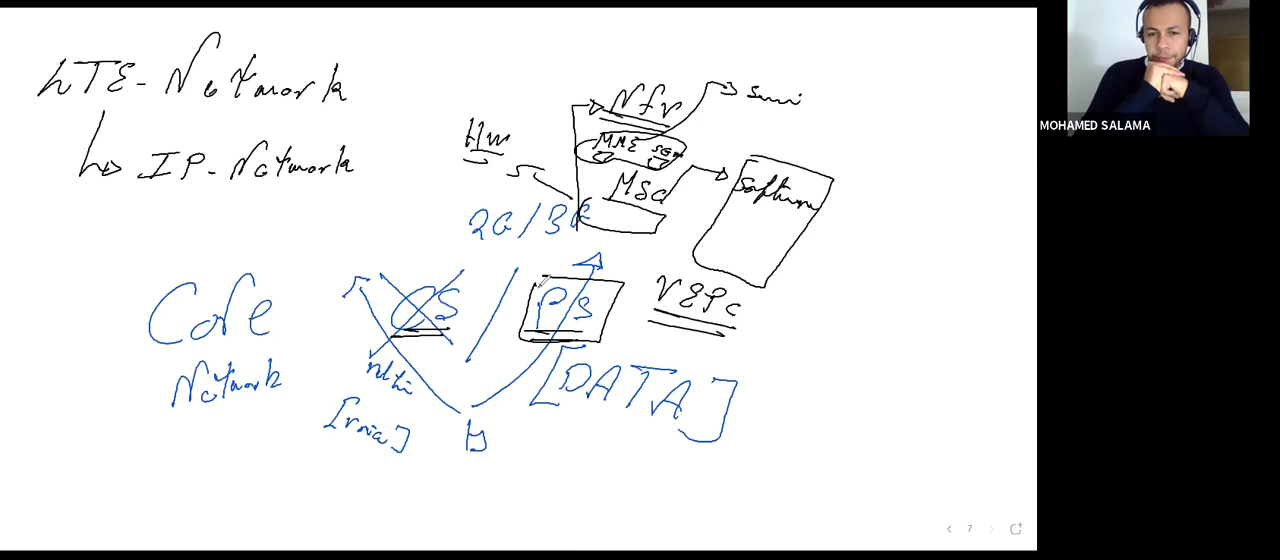 LTE-Network
IP-Network
Hw
NFV
MME SGW
MSC
Software
2G/3G
Core
Network
CS / PS
VEPC
[DATA]
7
MOHAMED SALAMA